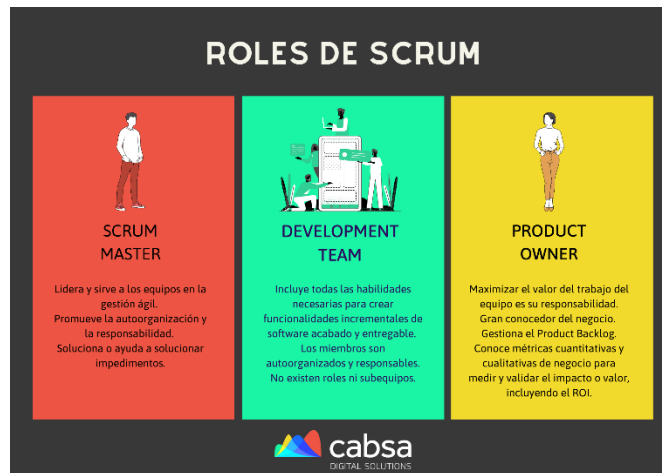 ROLES DE SCRUM
SCRUM
MASTER
Lidera y sirve a los equipos en la
gestión ágil.
Promueve la autoorganización y
la responsabilidad.
Soluciona o ayuda a solucionar
impedimentos.
DEVELOPMENT
TEAM
Incluye todas las habilidades
necesarias para crear
funcionalidades incrementales de
software acabado y entregable.
Los miembros son
autoorganizados y responsables.
No existen roles ni subequipos.
PRODUCT
OWNER
Maximizar el valor del trabajo del
equipo es su responsabilidad.
Gran conocedor del negocio.
Gestiona el Product Backlog.
Conoce métricas cuantitativas y
cualitativas de negocio para
medir y validar el impacto o valor,
incluyendo el ROI.
cabsa
DIGITAL SOLUTIONS